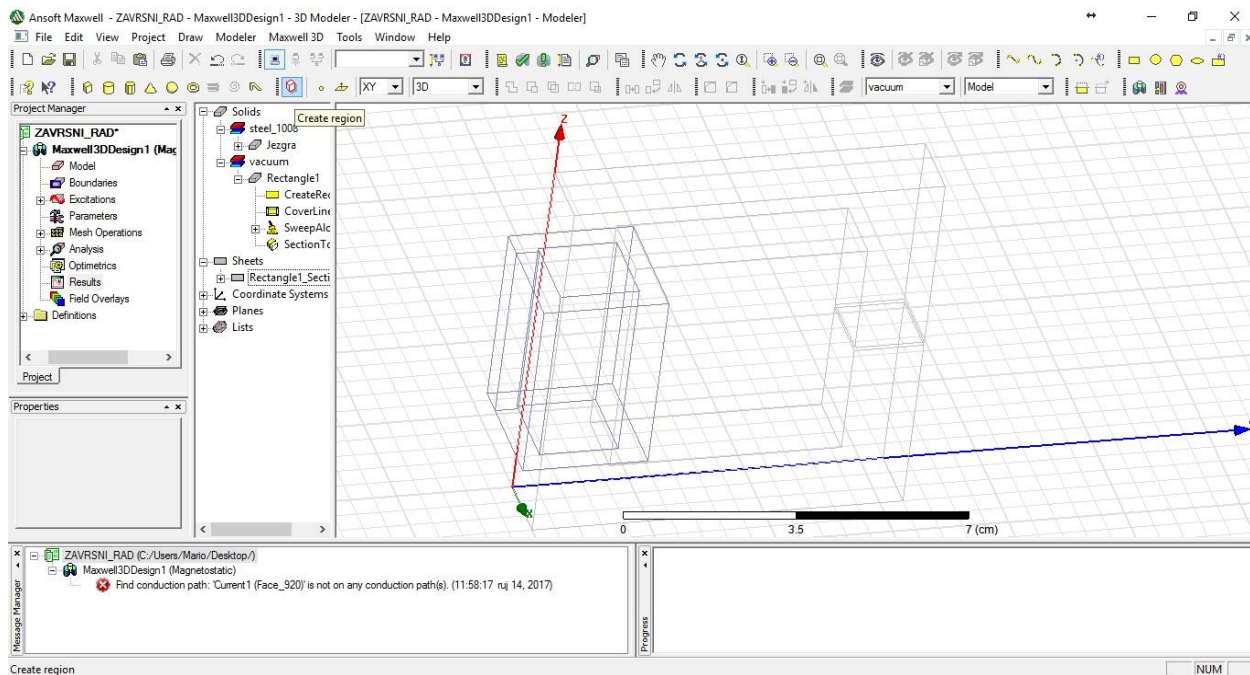 Ansoft Maxwell - ZAVRSNI_RAD - Maxwell3DDesign1 - 3D Modeler - [ZAVRSNI_RAD - Maxwell3DDesign1 - Modeler]
File Edit View Project Draw Modeler Maxwell 3D Tools Window Help
XY 3D vacuum Model
Project Manager
ZAVRSNI_RAD*
Maxwell3DDesign1 (Mag
Model
Boundaries
Excitations
Parameters
Mesh Operations
Analysis
Optimetrics
Results
Field Overlays
Definitions
Project
Properties
Solids
Create region
steel_1008
Jezgra
vacuum
Rectangle1
CreateRec
CoverLine
SweepAlo
SectionTo
Sheets
Rectangle1_Secti
Coordinate Systems
Planes
Lists
Z
X
0 3.5 7 (cm)
Message Manager
ZAVRSNI_RAD (C:/Users/Mario/Desktop/)
Maxwell3DDesign1 (Magnetostatic)
Find conduction path: 'Current1 (Face_920)' is not on any conduction path(s). (11:58:17 ruj 14, 2017)
Progress
Create region
NUM